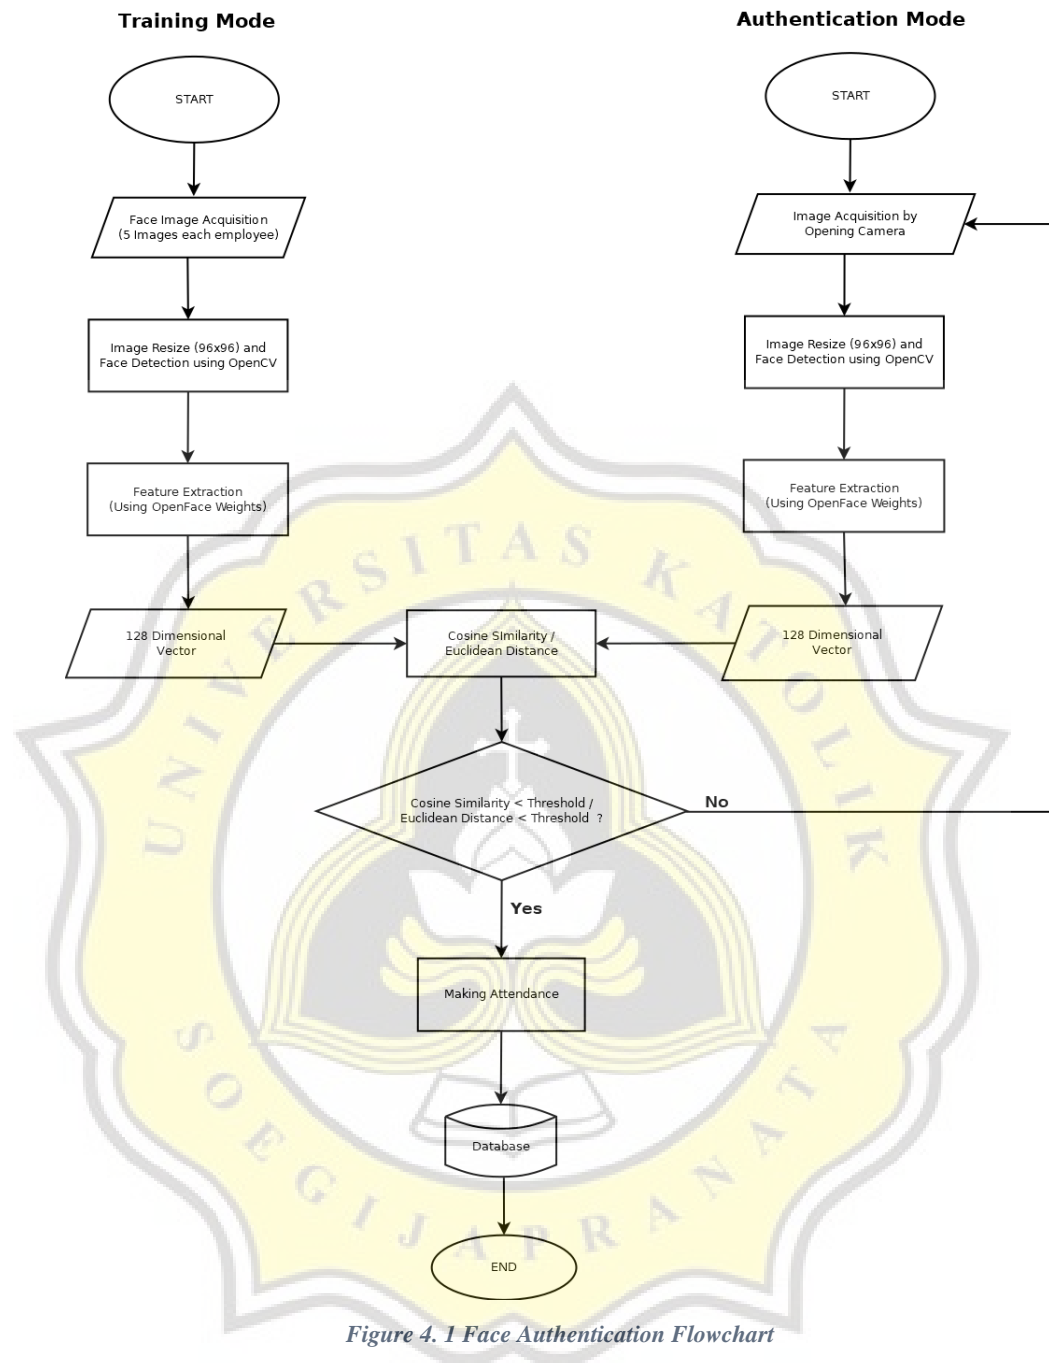 Training Mode
Authentication Mode
START
START
Face Image Acquisition
(5 Images each employee)
Image Acquisition by
Opening Camera
Image Resize (96x96) and
Face Detection using OpenCV
Image Resize (96x96) and
Face Detection using OpenCV
Feature Extraction
(Using OpenFace Weights)
Feature Extraction
(Using OpenFace Weights)
128 Dimensional
Vector
Cosine SImilarity /
Euclidean Distance
128 Dimensional
Vector
Cosine Similarity < Threshold /
Euclidean Distance < Threshold ?
No
Yes
Making Attendance
Database
END
UNIVERSITAS KATOLIK
SOEGIJAPRANATA
Figure 4. 1 Face Authentication Flowchart